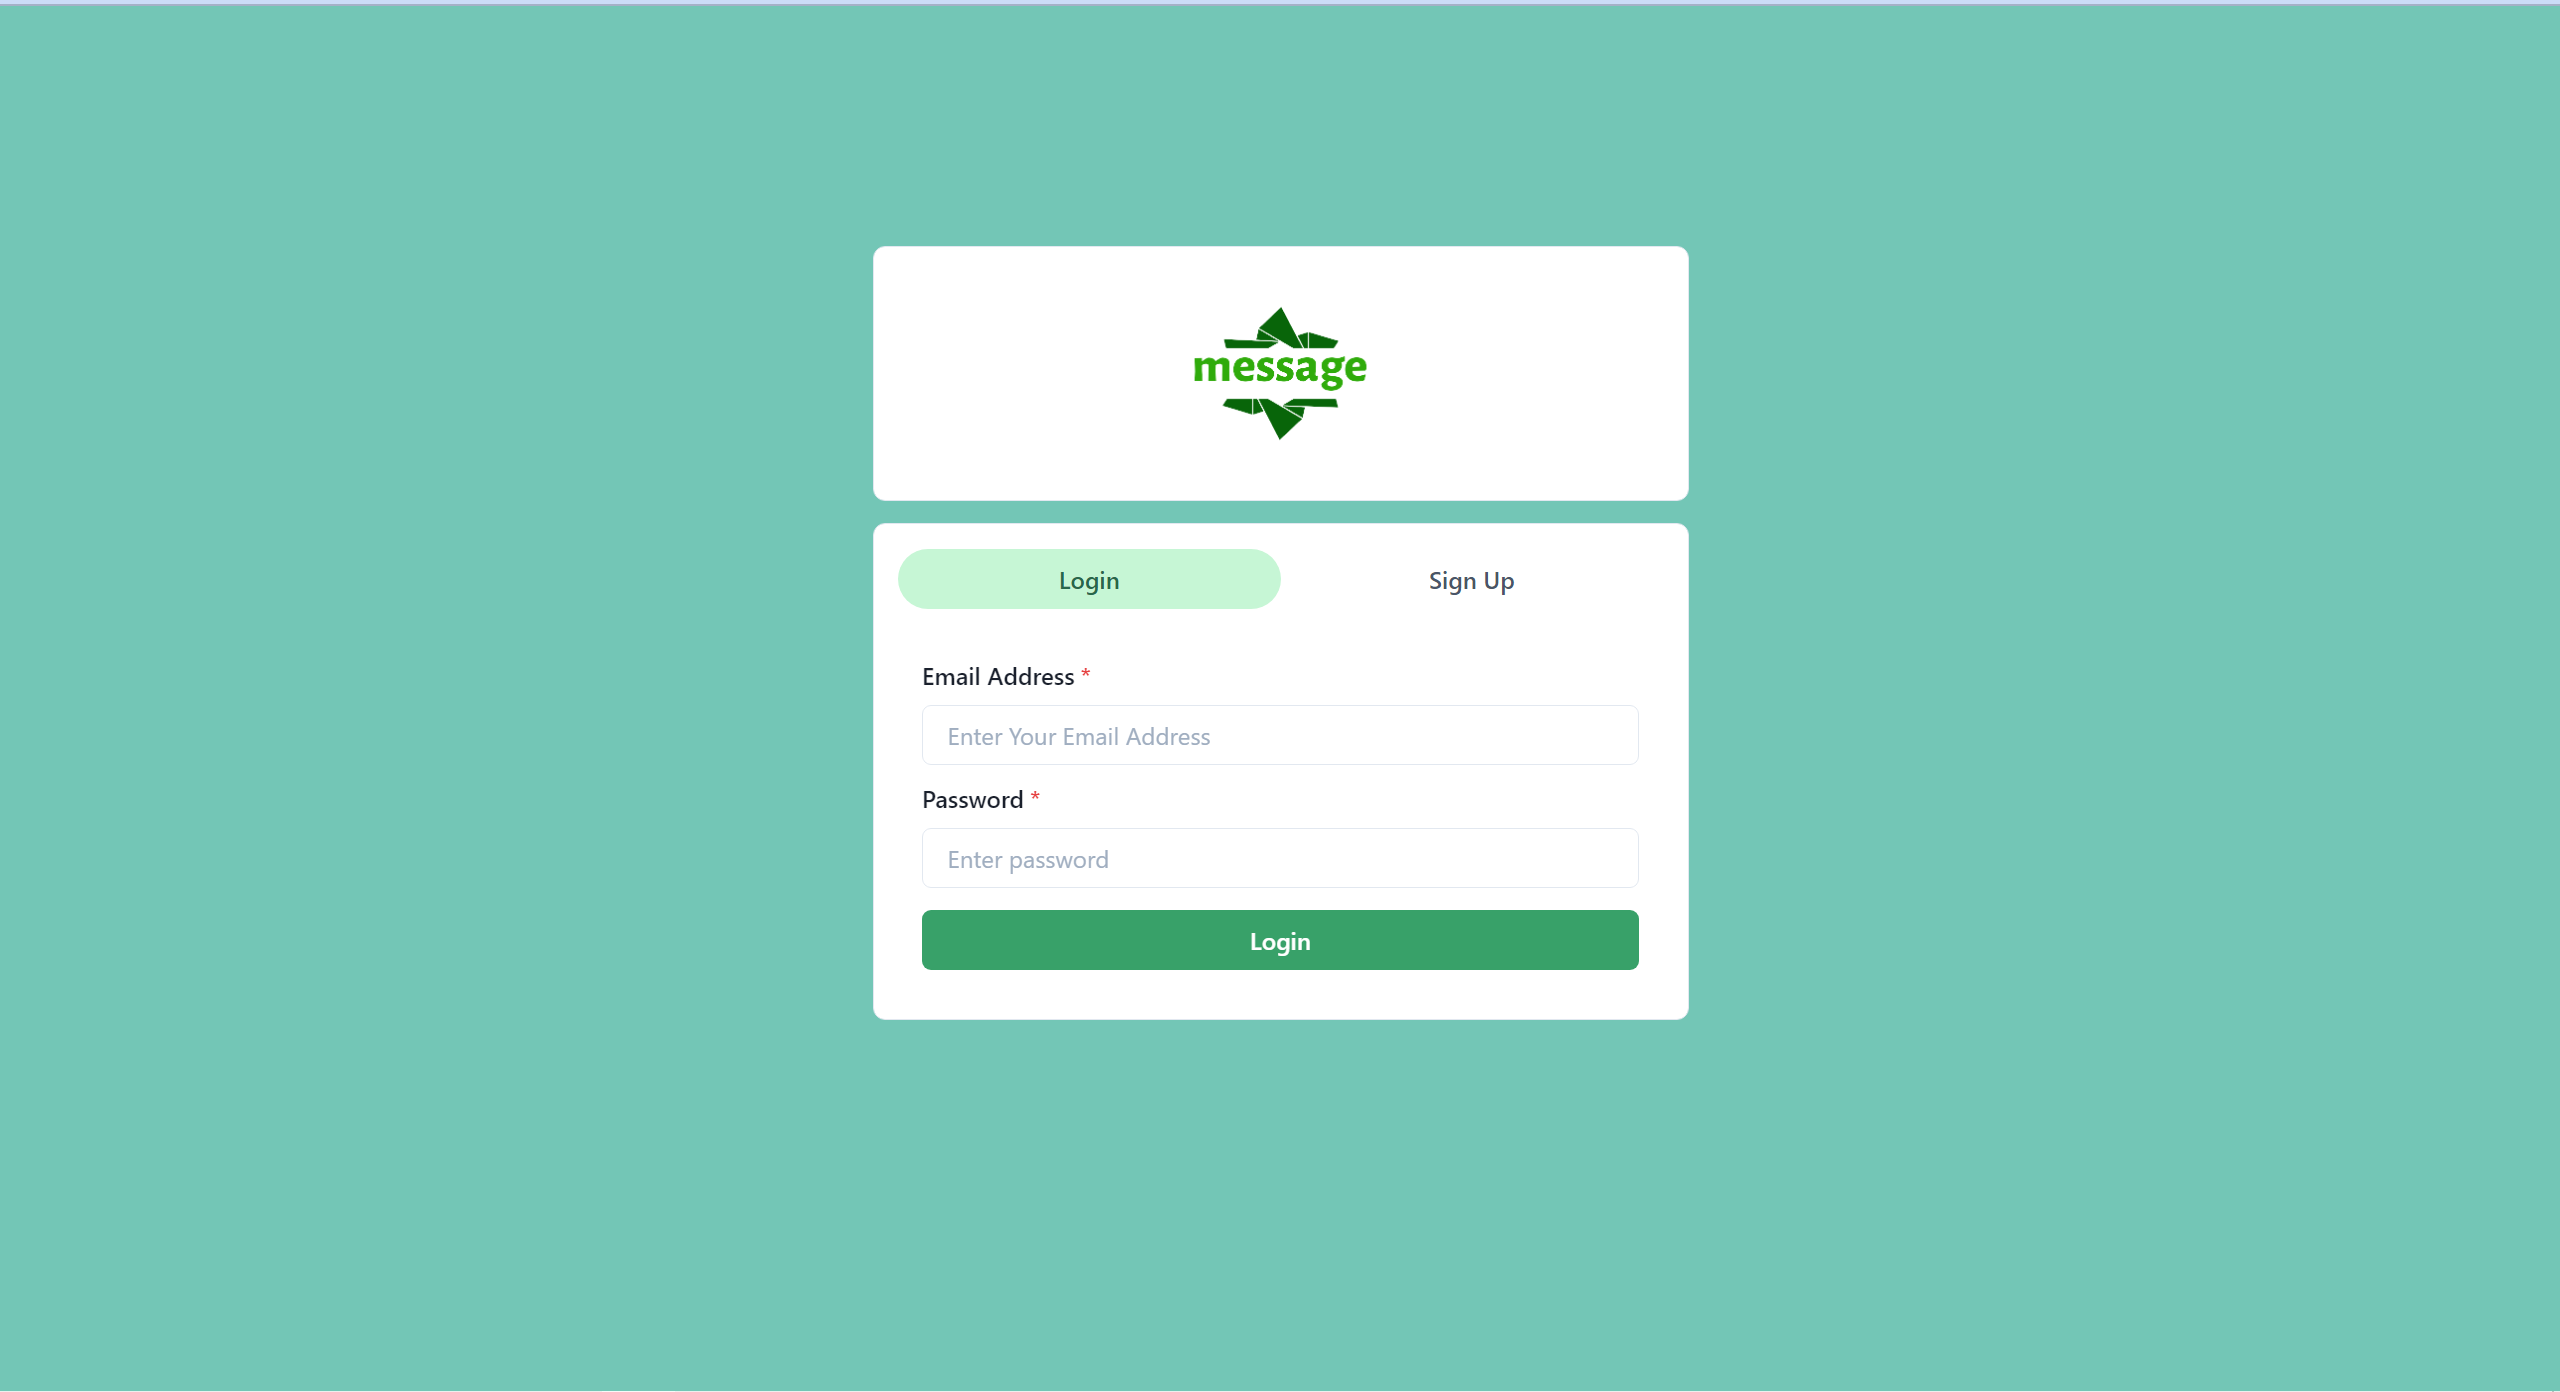 message
Login
Sign Up
Email Address *
Enter Your Email Address
Password *
Enter password
Login